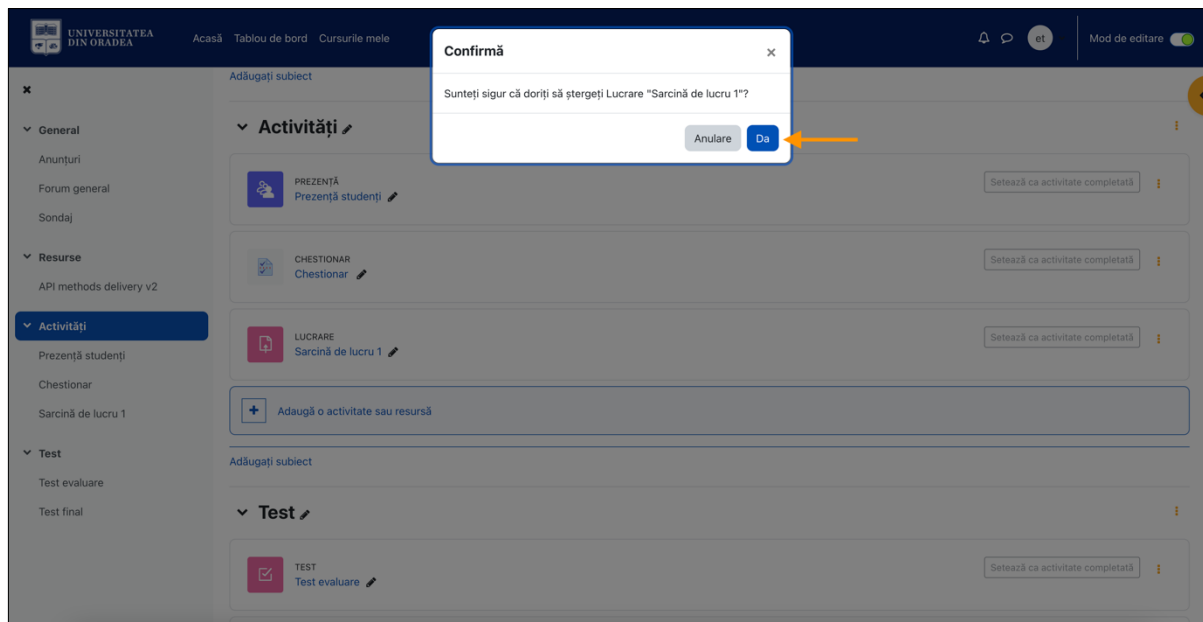 UNIVERSITATEA
DIN ORADEA
Acasă Tablou de bord Cursurile mele
et
Mod de editare
Confirmă
×
Sunteți sigur că doriți să ștergeți Lucrare "Sarcină de lucru 1"?
Anulare Da
General
Anunțuri
Forum general
Sondaj
Resurse
API methods delivery v2
Activități
Prezență studenți
Chestionar
Sarcină de lucru 1
Test
Test evaluare
Test final
Adăugați subiect
Activități
PREZENȚĂ
Prezență studenți
Setează ca activitate completată
CHESTIONAR
Chestionar
Setează ca activitate completată
LUCRARE
Sarcină de lucru 1
Setează ca activitate completată
Adaugă o activitate sau resursă
Adăugați subiect
Test
TEST
Test evaluare
Setează ca activitate completată